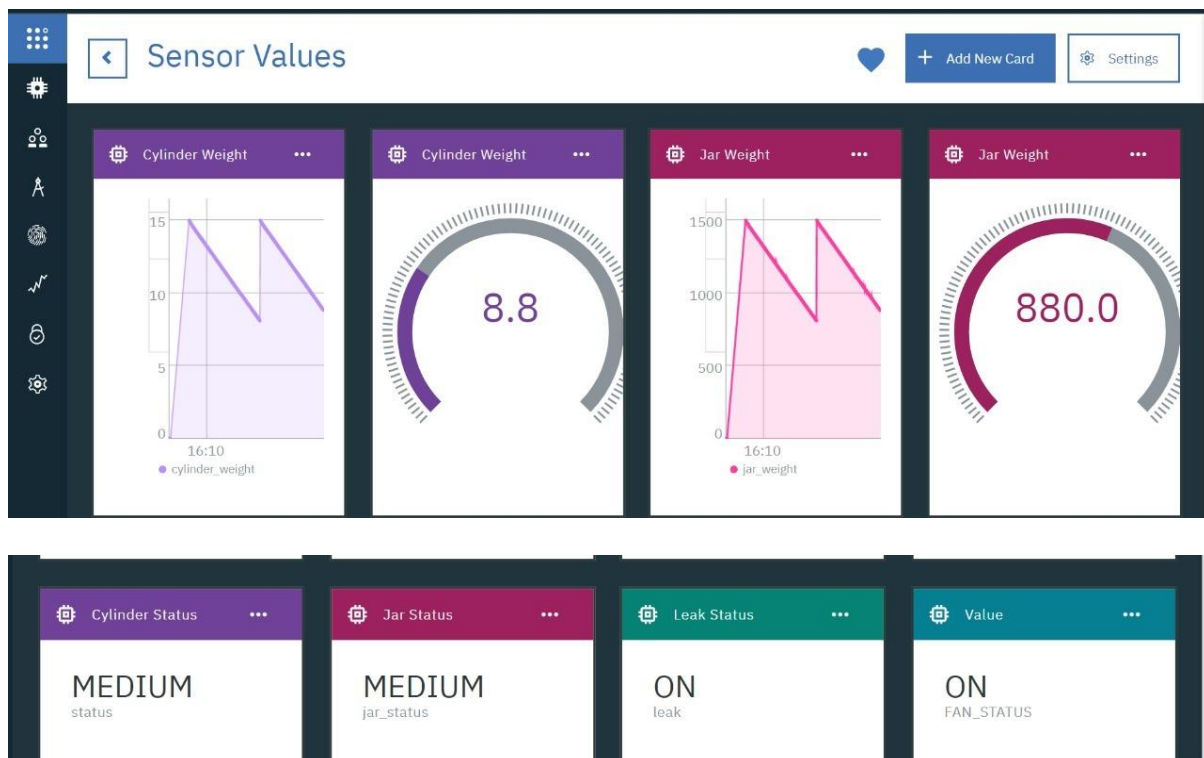 Sensor Values
+ Add New Card
Settings
Cylinder Weight ...
Cylinder Weight ...
Jar Weight ...
Jar Weight ...
15
10
5
0
16:10
cylinder_weight
8.8
1500
1000
500
0
16:10
jar_weight
880.0
Cylinder Status ...
Jar Status ...
Leak Status ...
Value ...
MEDIUM
status
MEDIUM
jar_status
ON
leak
ON
FAN_STATUS